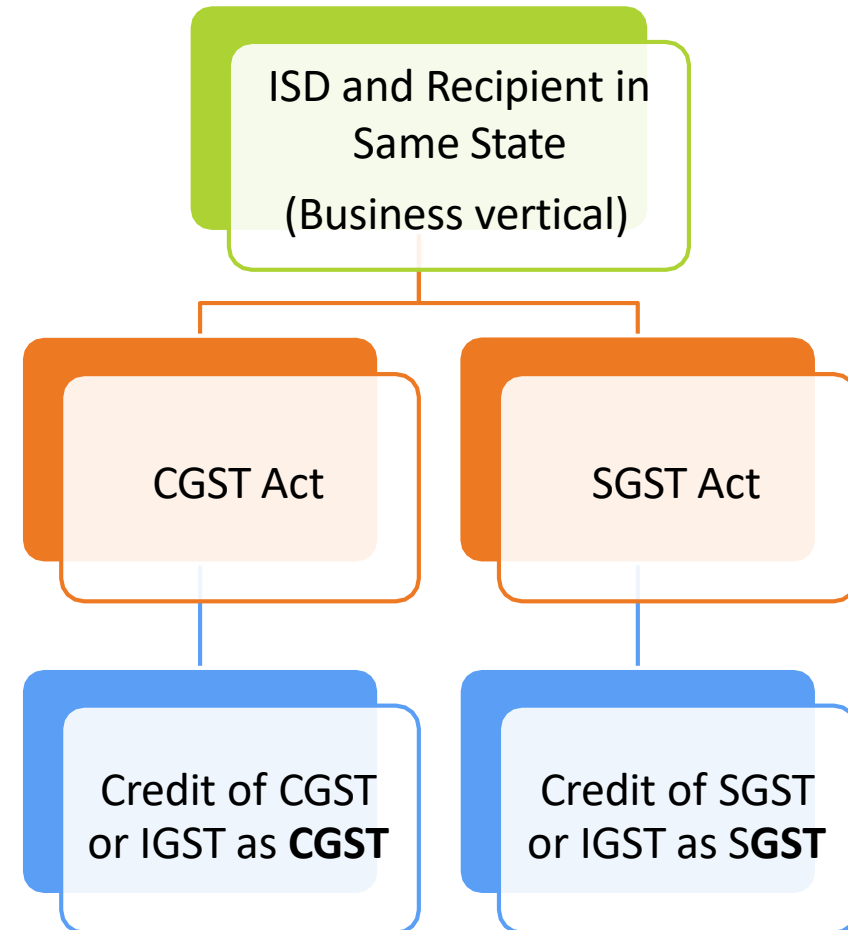 ISD and Recipient in
Same State
(Business vertical)
CGST Act
SGST Act
Credit of CGST
or IGST as CGST
Credit of SGST
or IGST as SGST